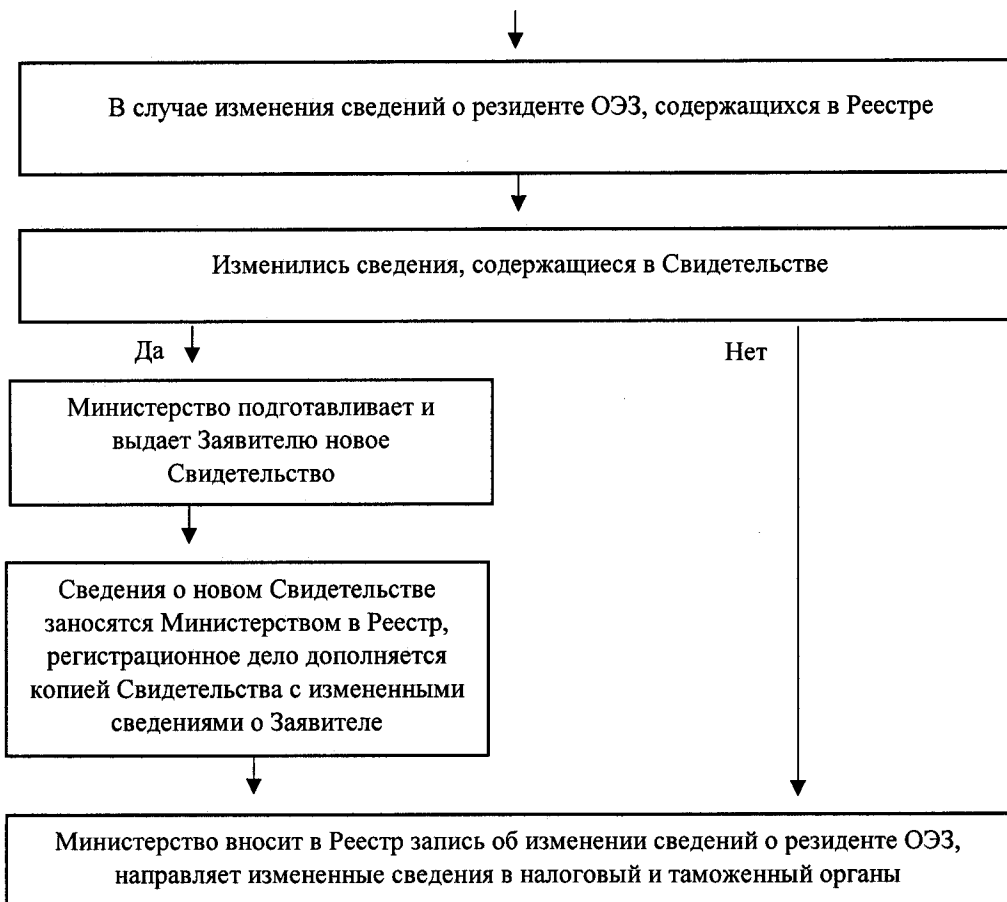 В случае изменения сведений о резиденте ОЭЗ, содержащихся в Реестре
Изменились сведения, содержащиеся в Свидетельстве
Да
Нет
Министерство подготавливает и
выдает Заявителю новое
Свидетельство
Сведения о новом Свидетельстве
заносятся Министерством в Реестр,
регистрационное дело дополняется
копией Свидетельства с измененными
сведениями о Заявителе
Министерство вносит в Реестр запись об изменении сведений о резиденте ОЭЗ,
направляет измененные сведения в налоговый и таможенный органы